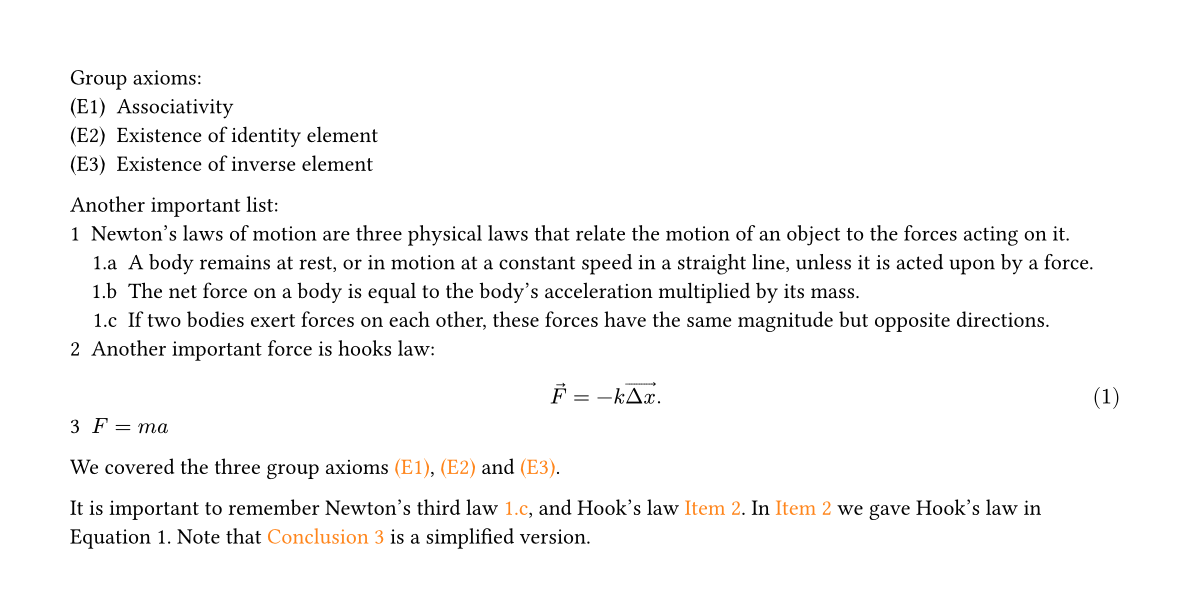 Group axioms:
(E1) Associativity
(E2) Existence of identity element
(E3) Existence of inverse element
Another important list:
1 Newton’s laws of motion are three physical laws that relate the motion of an object to the forces acting on it.
1.a A body remains at rest, or in motion at a constant speed in a straight line, unless it is acted upon by a force.
1.b The net force on a body is equal to the body’s acceleration multiplied by its mass.
1.c If two bodies exert forces on each other, these forces have the same magnitude but opposite directions.
2 Another important force is hooks law:
$\vec{F} = -k\overrightarrow{\Delta x}.$ (1)
3 $F = ma$
We covered the three group axioms (E1), (E2) and (E3).
It is important to remember Newton’s third law 1.c, and Hook’s law Item 2. In Item 2 we gave Hook’s law in
Equation 1. Note that Conclusion 3 is a simplified version.